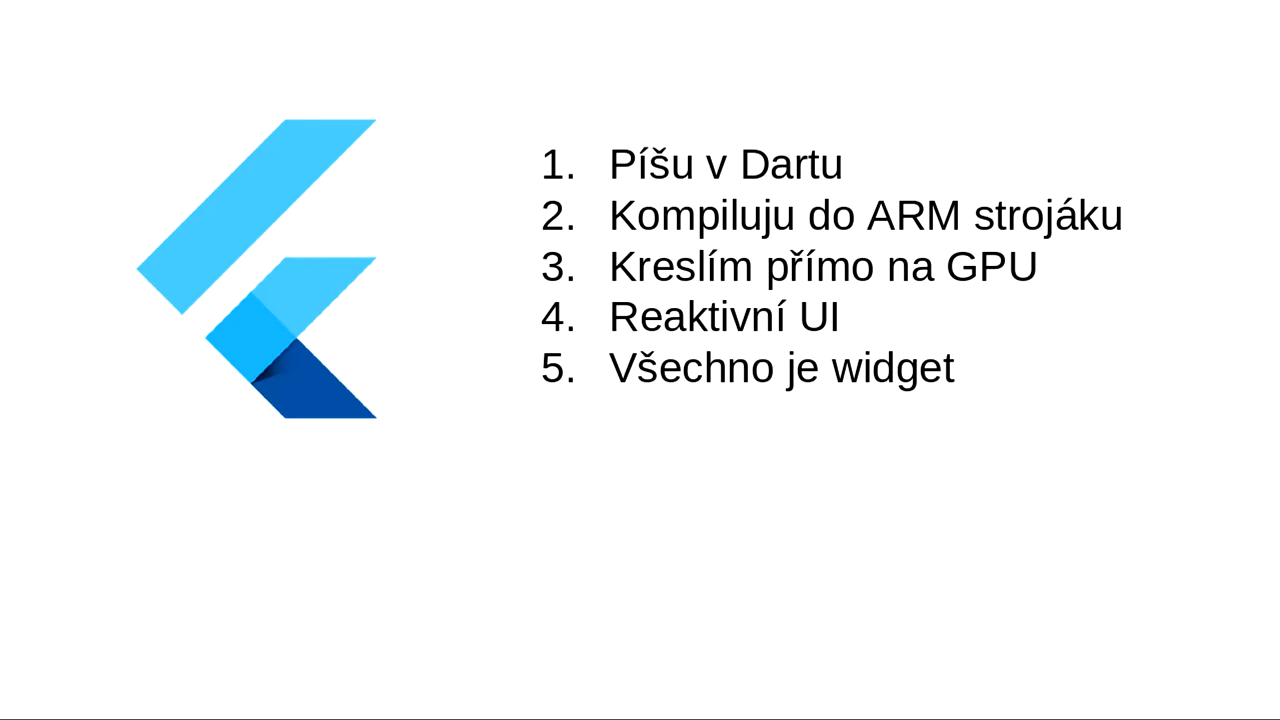 1. Píšu v Dartu
2. Kompiluju do ARM strojáku
3. Kreslím přímo na GPU
4. Reaktivní UI
5. Všechno je widget